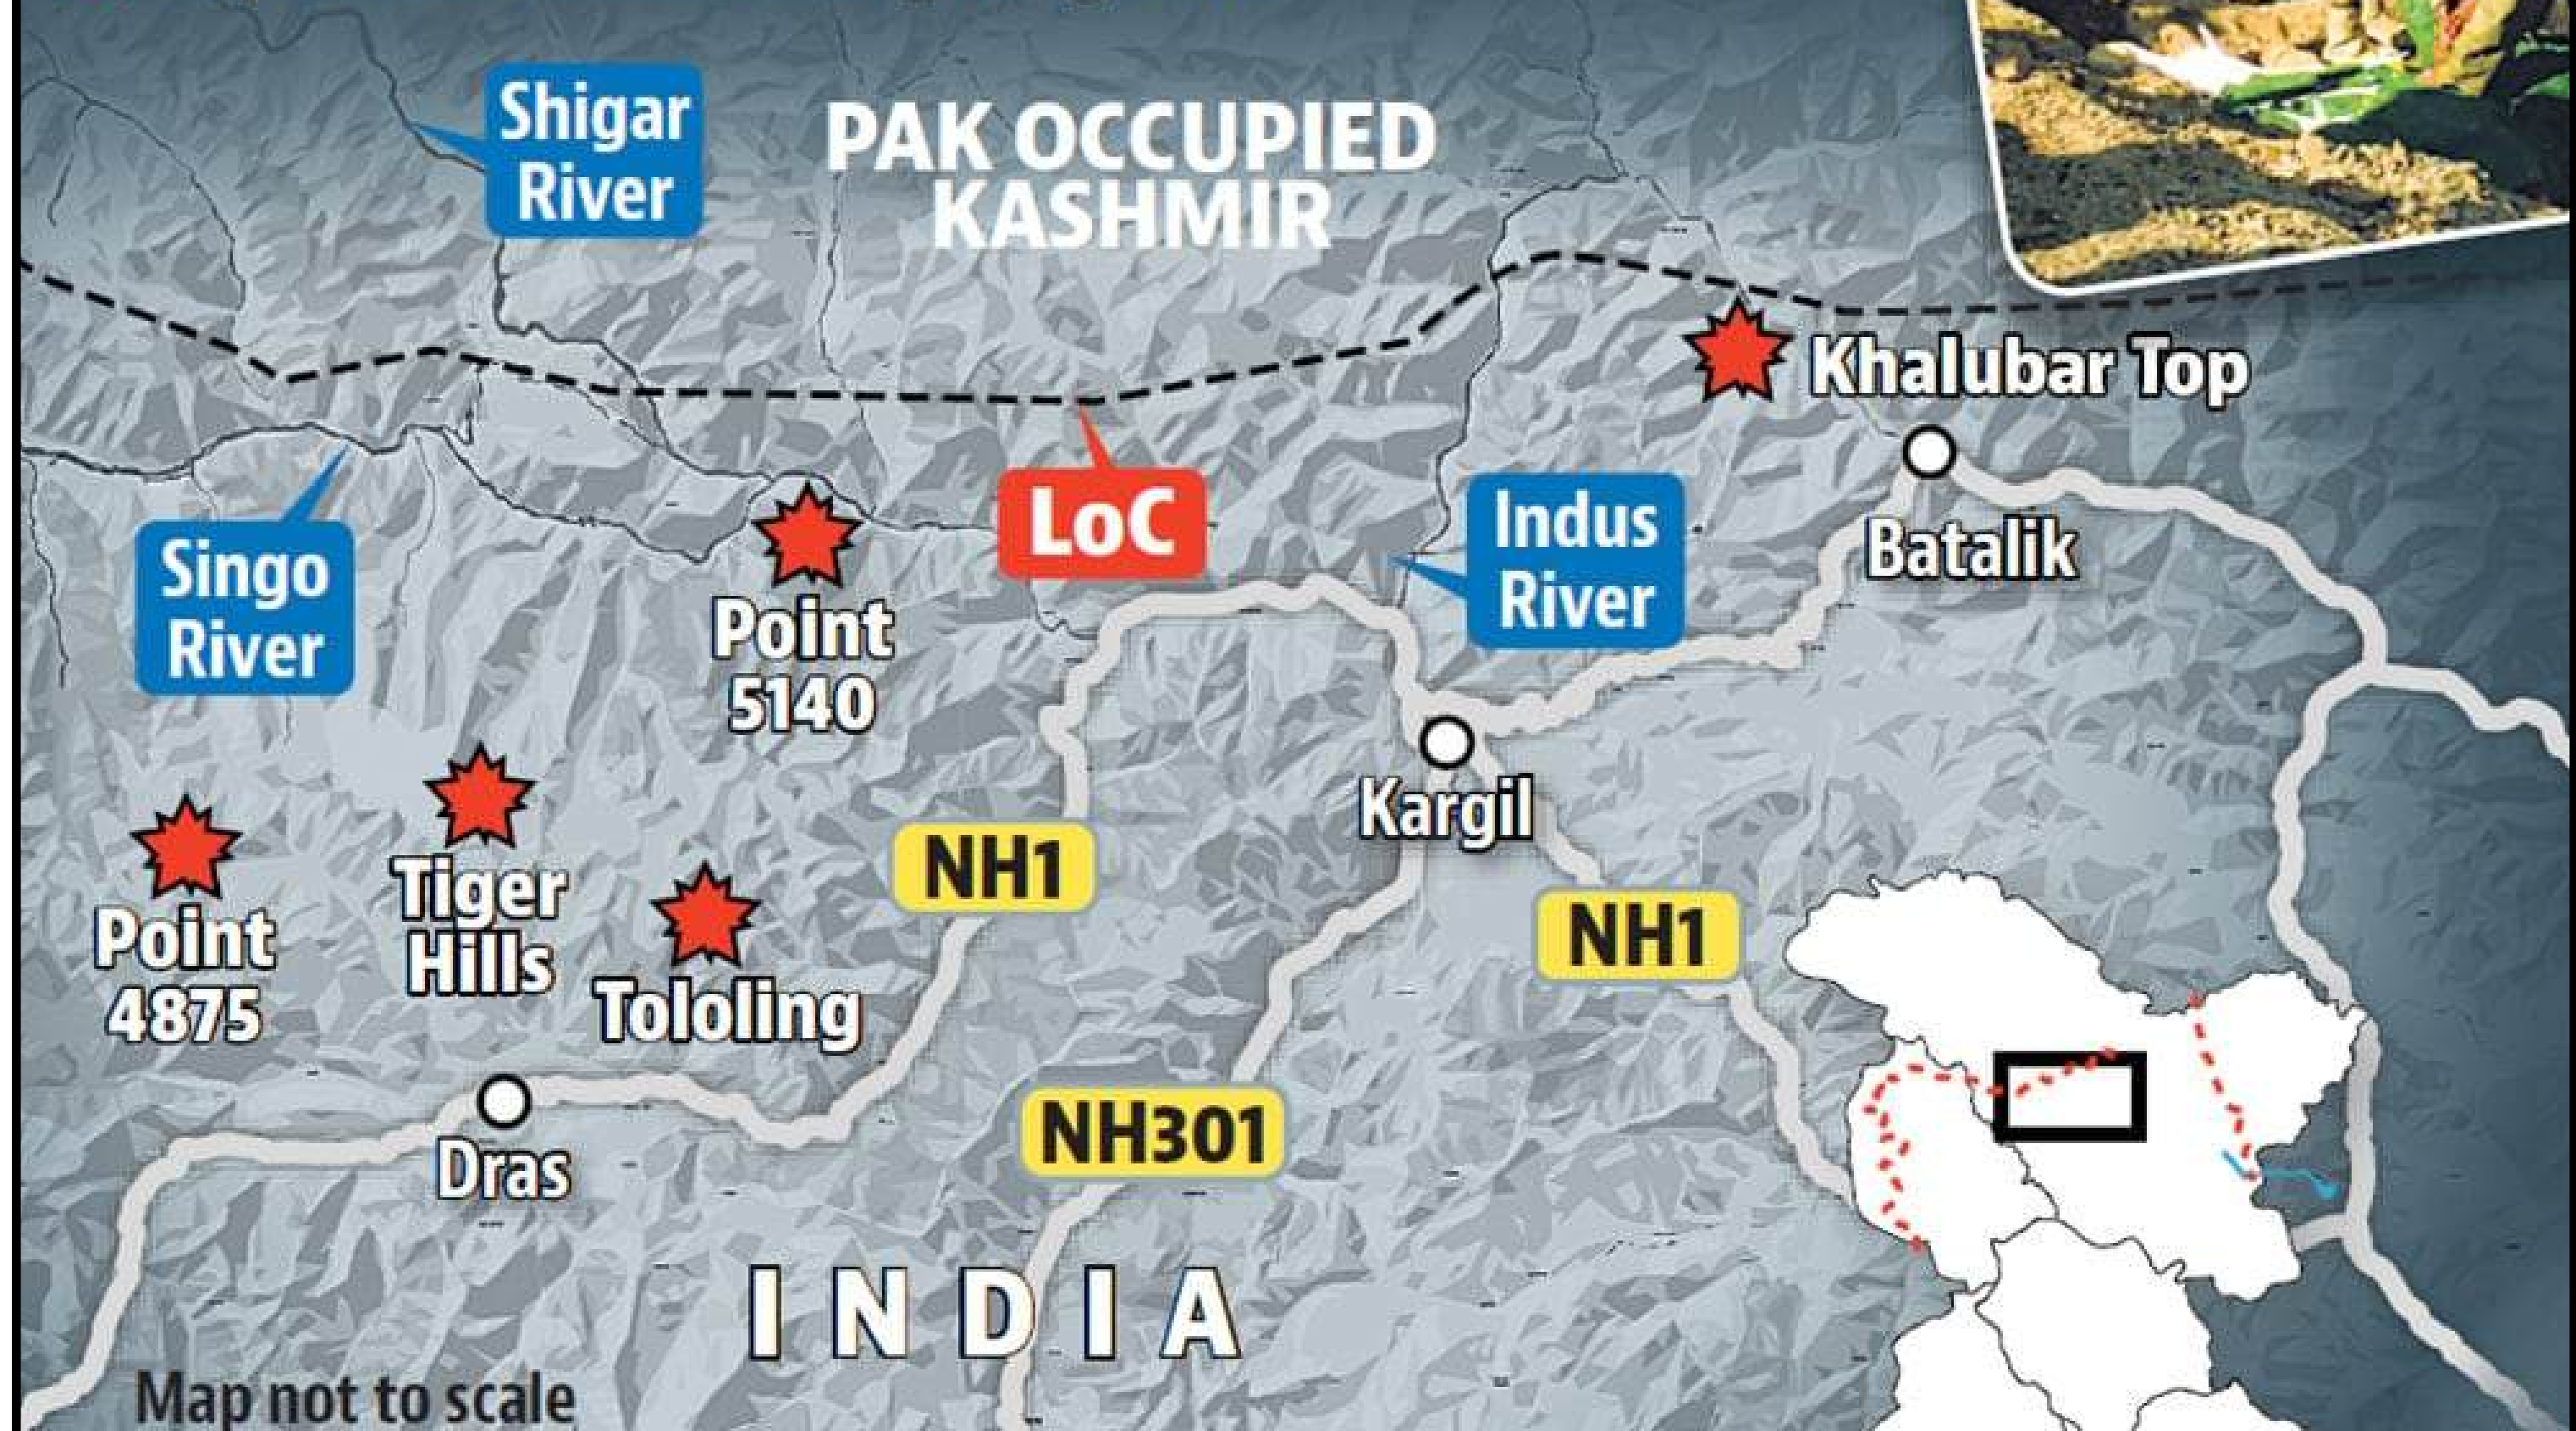 Shigar
River
PAK OCCUPIED
KASHMIR
Khalubar Top
LoC
Indus
River
Batalik
Singo
River
Point
5140
Kargil
NH1
Tiger
Hills
Point
4875
Tololing
NH1
NH301
Dras
INDIA
Map not to scale